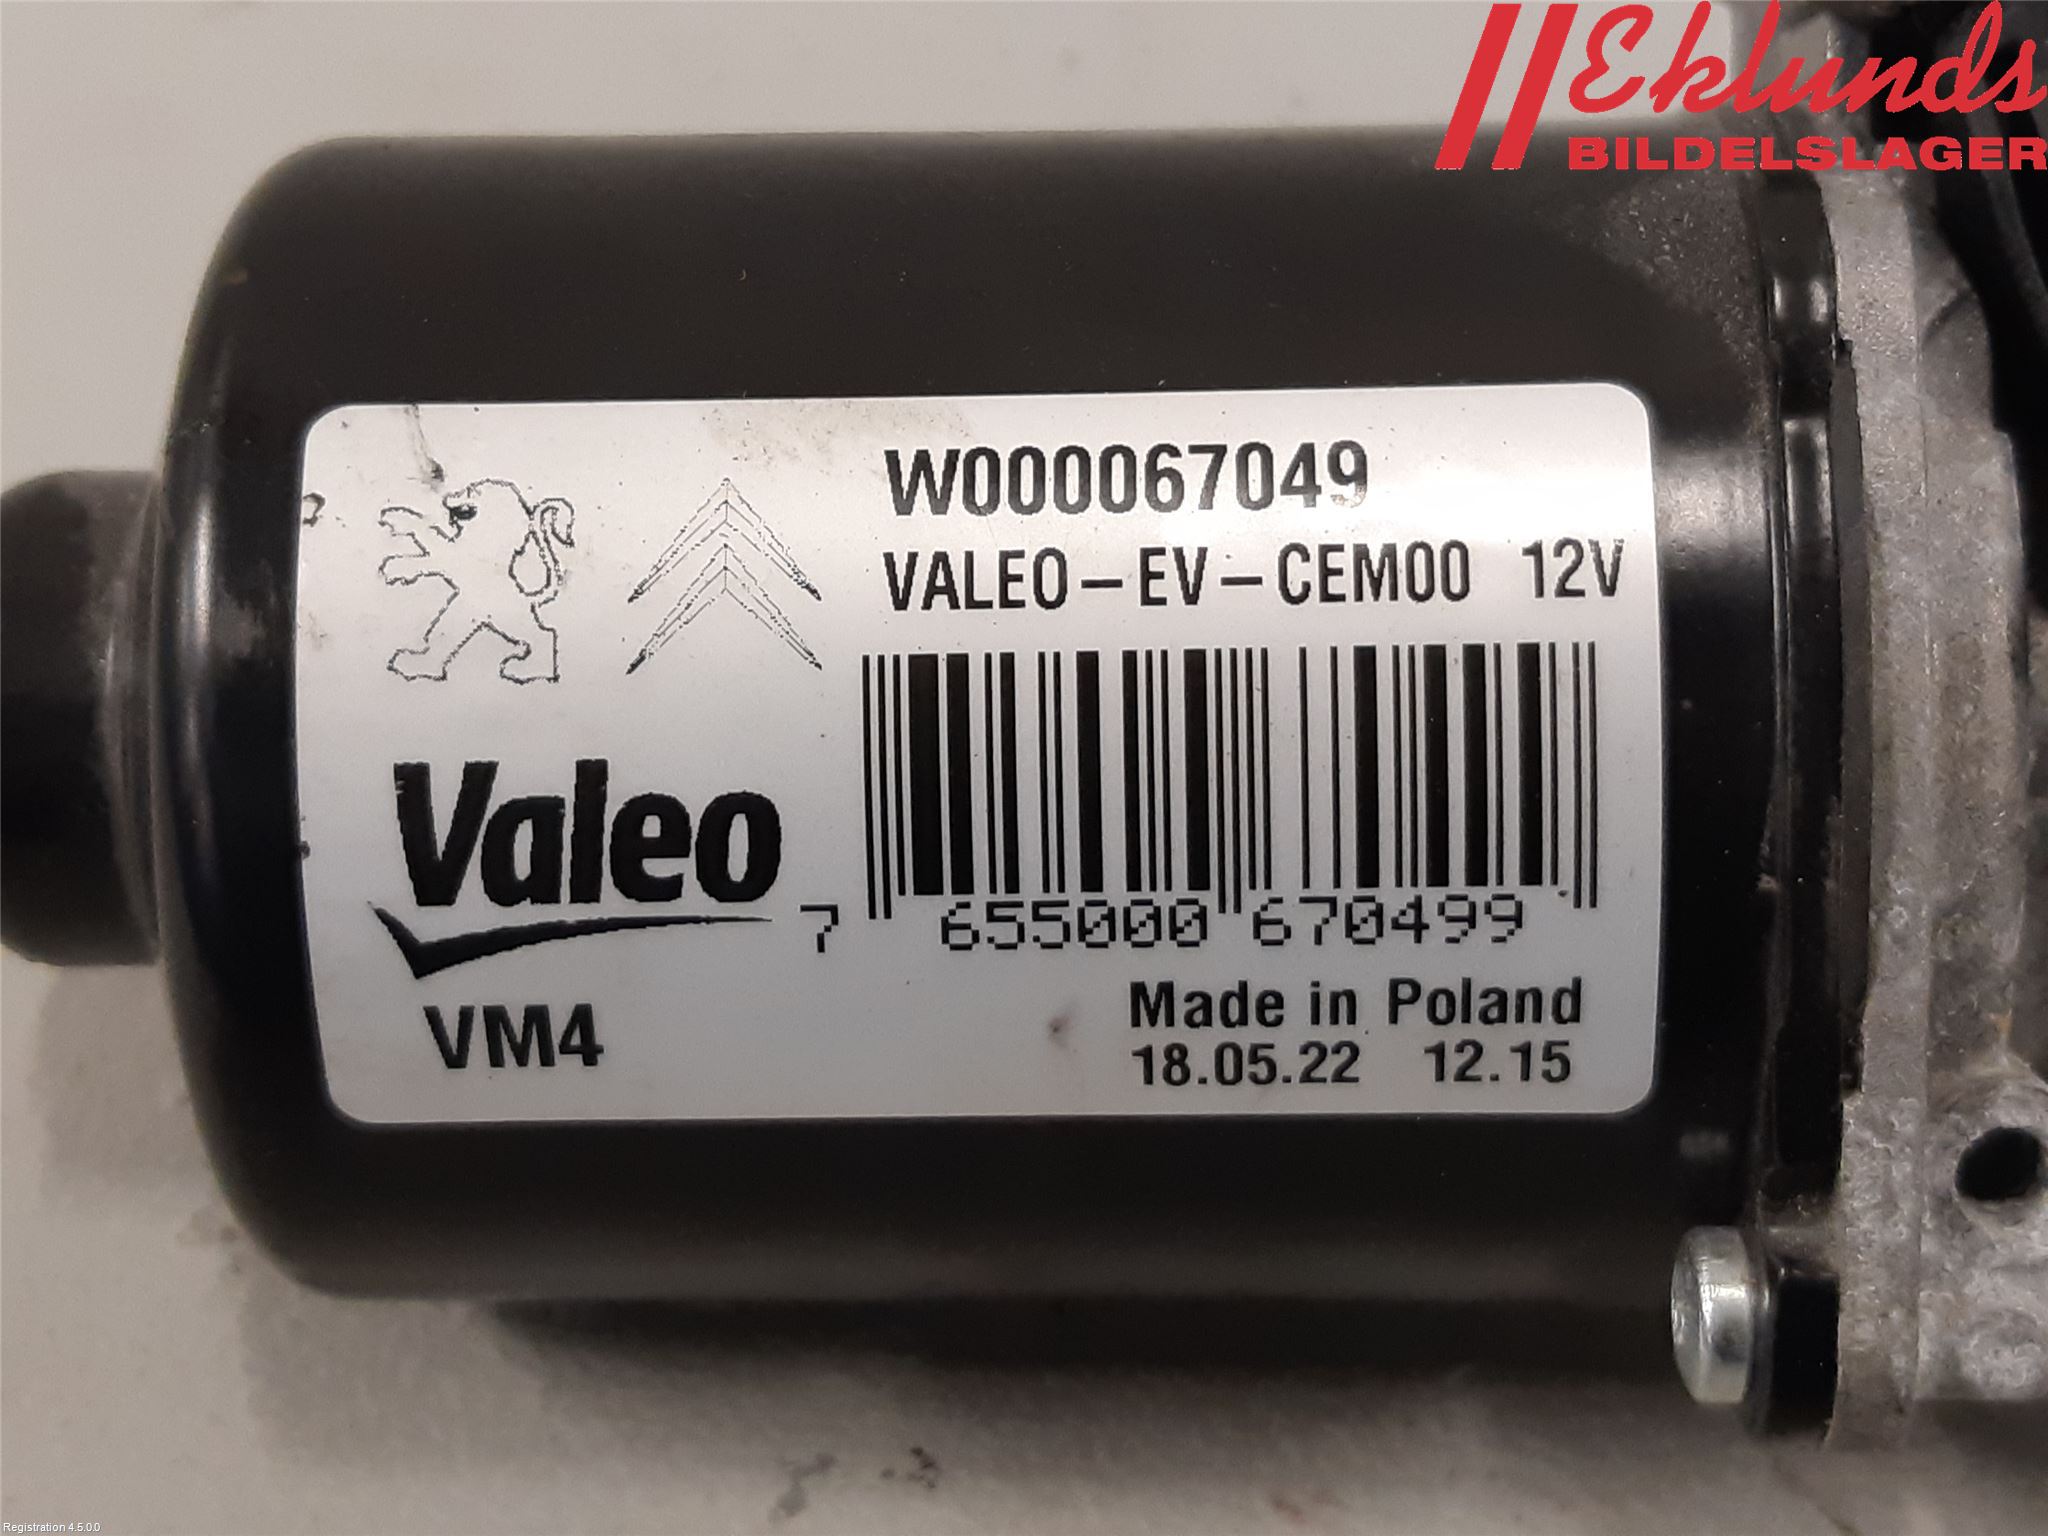 Eklunds
BILDELSLAGER
W000067049
VALEO-EV-CEM00 12V
7 655000 670499
Valeo
VM4
Made in Poland
18.05.22 12.15
Registration 4.5.0.0